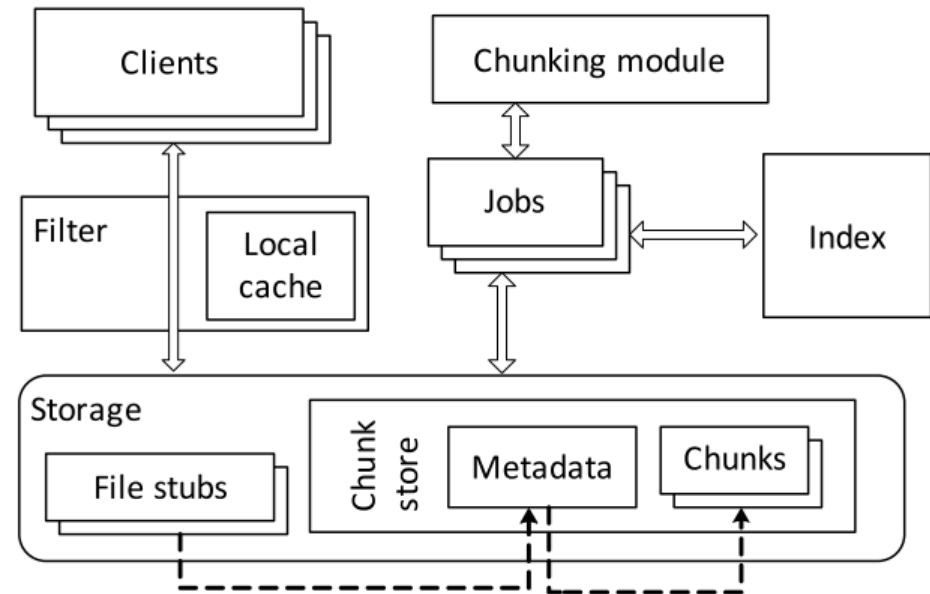 Clients
Chunking module
Jobs
Filter
Local
cache
Index
Storage
File stubs
Chunk
store
Metadata
Chunks